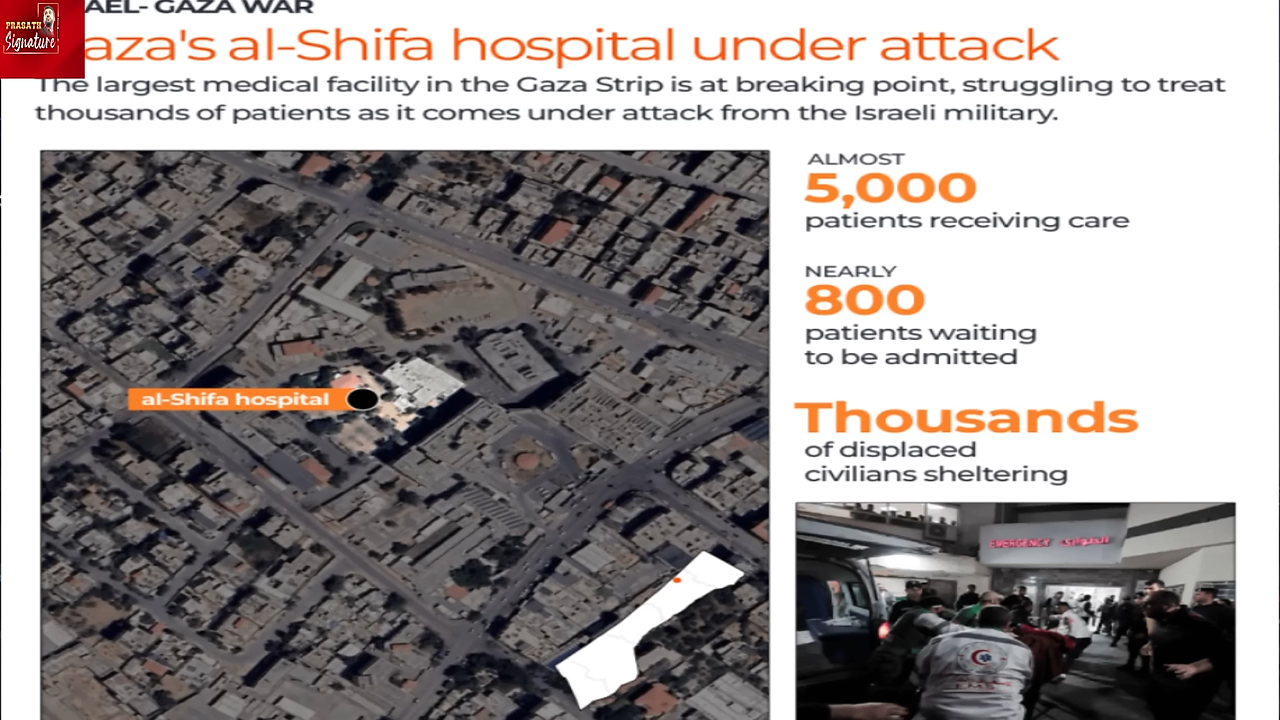 PRASATH
Signature
AEL- GAZA WAR
aza's al-Shifa hospital under attack
The largest medical facility in the Gaza Strip is at breaking point, struggling to treat
thousands of patients as it comes under attack from the Israeli military.
al-Shifa hospital
ALMOST
5,000
patients receiving care
NEARLY
800
patients waiting
to be admitted
Thousands
of displaced
civilians sheltering
EMERGENCY